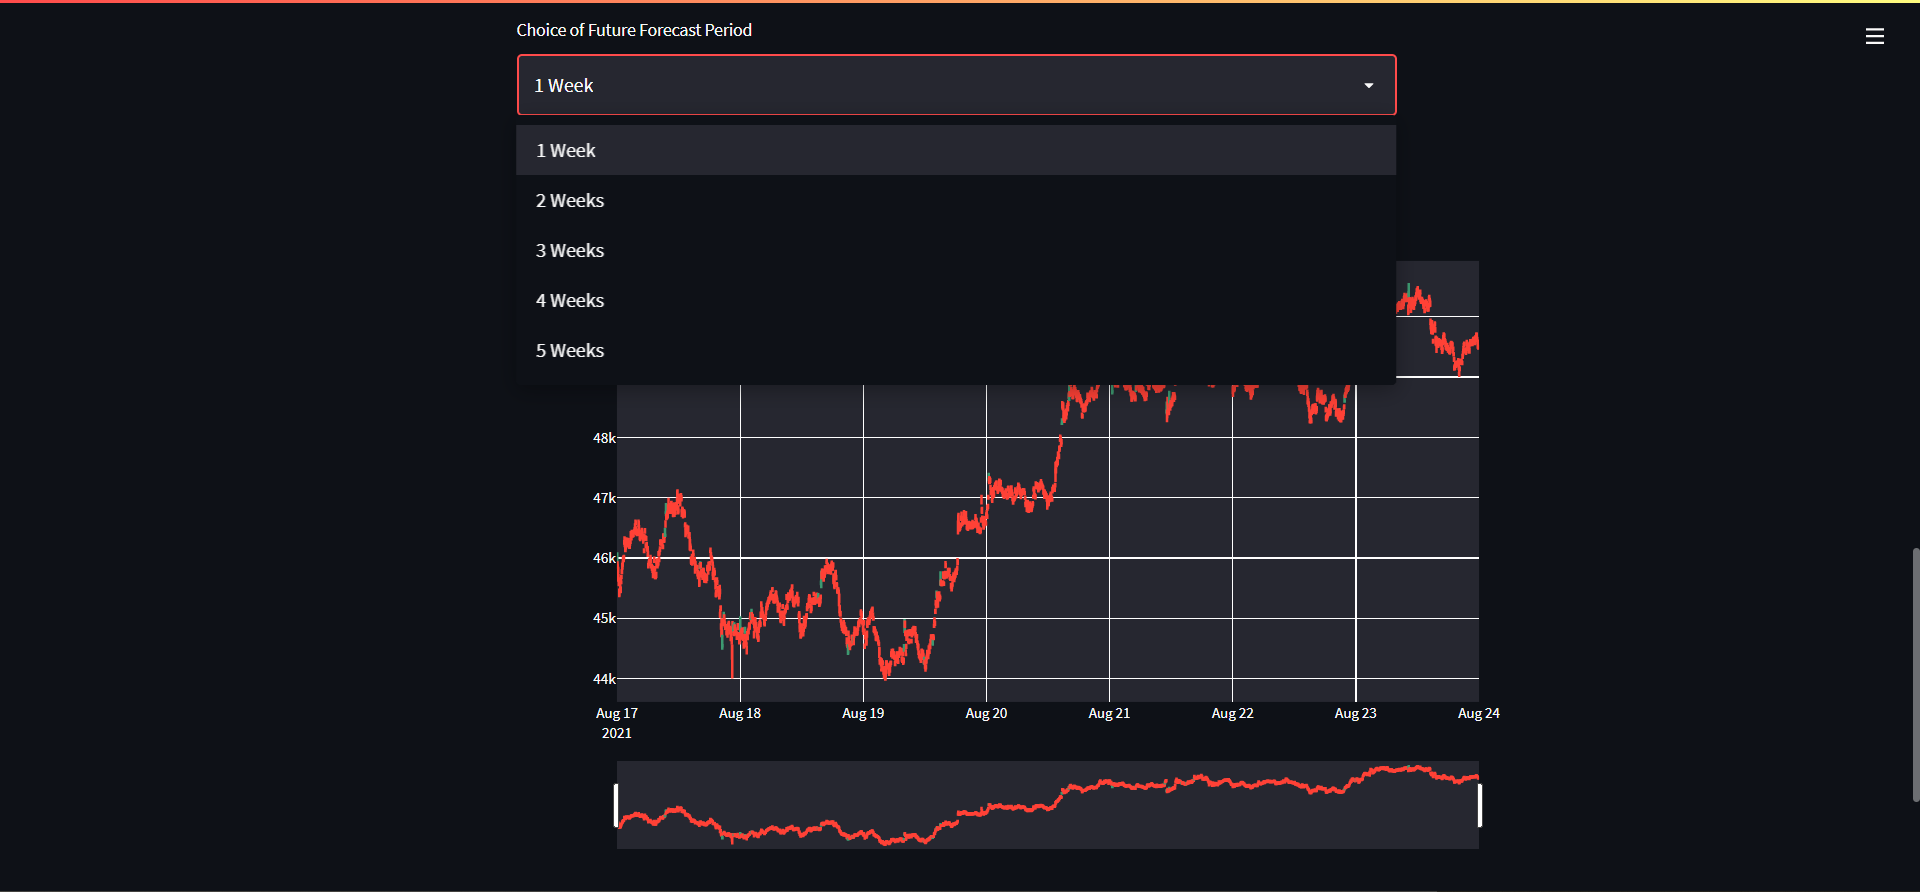 Choice of Future Forecast Period
1 Week
1 Week
2 Weeks
3 Weeks
4 Weeks
5 Weeks
48k
47k
46k
45k
44k
Aug 17 Aug 18 Aug 19 Aug 20 Aug 21 Aug 22 Aug 23 Aug 24
2021